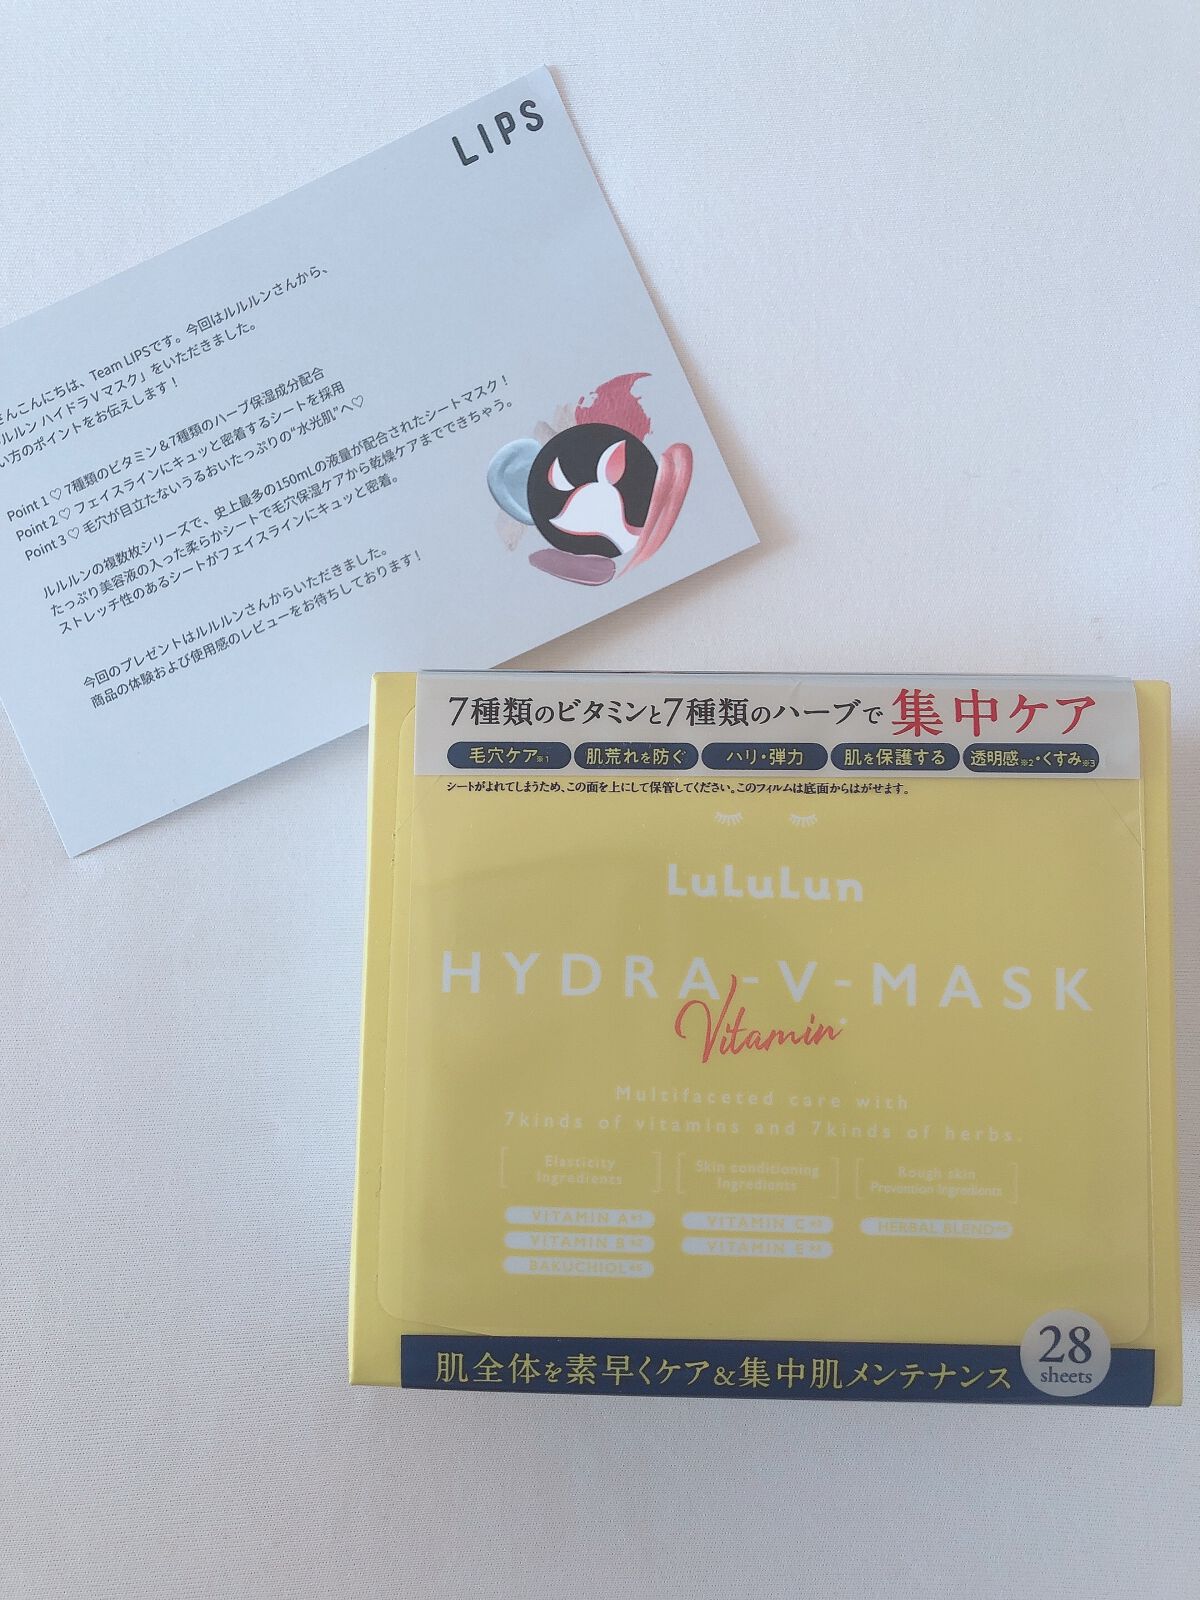 LIPS
さんこんにちは、Team LIPSです。今回はルルルンさんから、
ルルルン ハイドラVマスク」をいただきました。
い方のポイントをお伝えします！
Point 1♡ 7種類のビタミン＆7種類のハーブ保湿成分配合
Point 2♡ フェイスラインにキュッと密着するシートを採用
Point 3♡ 毛穴が目立たないうるおいたっぷりの"水光肌"へ♡
ルルルンの複数枚シリーズで、史上最多の150mLの液量が配合されたシートマスク！
たっぷり美容液の入った柔らかシートで毛穴保湿ケアから乾燥ケアまでできちゃう。
ストレッチ性のあるシートがフェイスラインにキュッと密着。
今回のプレゼントはルルルンさんからいただきました。
商品の体験および使用感のレビューをお待ちしております！
7種類のビタミンと7種類のハーブで 集中ケア
毛穴ケア※1 肌荒れを防ぐ ハリ・弾力 肌を保護する 透明感※2・くすみ※3
シートがよれてしまうため、この面を上にして保管してください。このフィルムは底面からはがせます。
LuLuLun
HYDRA-V-MASK
Vitamin
Multifaceted care with
7kinds of vitamins and 7kinds of herbs.
Elasticity Ingredients
Skin conditioning Ingredients
Rough skin Prevention Ingredients
VITAMIN A※1
VITAMIN B※2
BAKUCHIOL※5
VITAMIN C※3
VITAMIN E※4
HERBAL BLEND※6
肌全体を素早くケア&集中肌メンテナンス
28
sheets